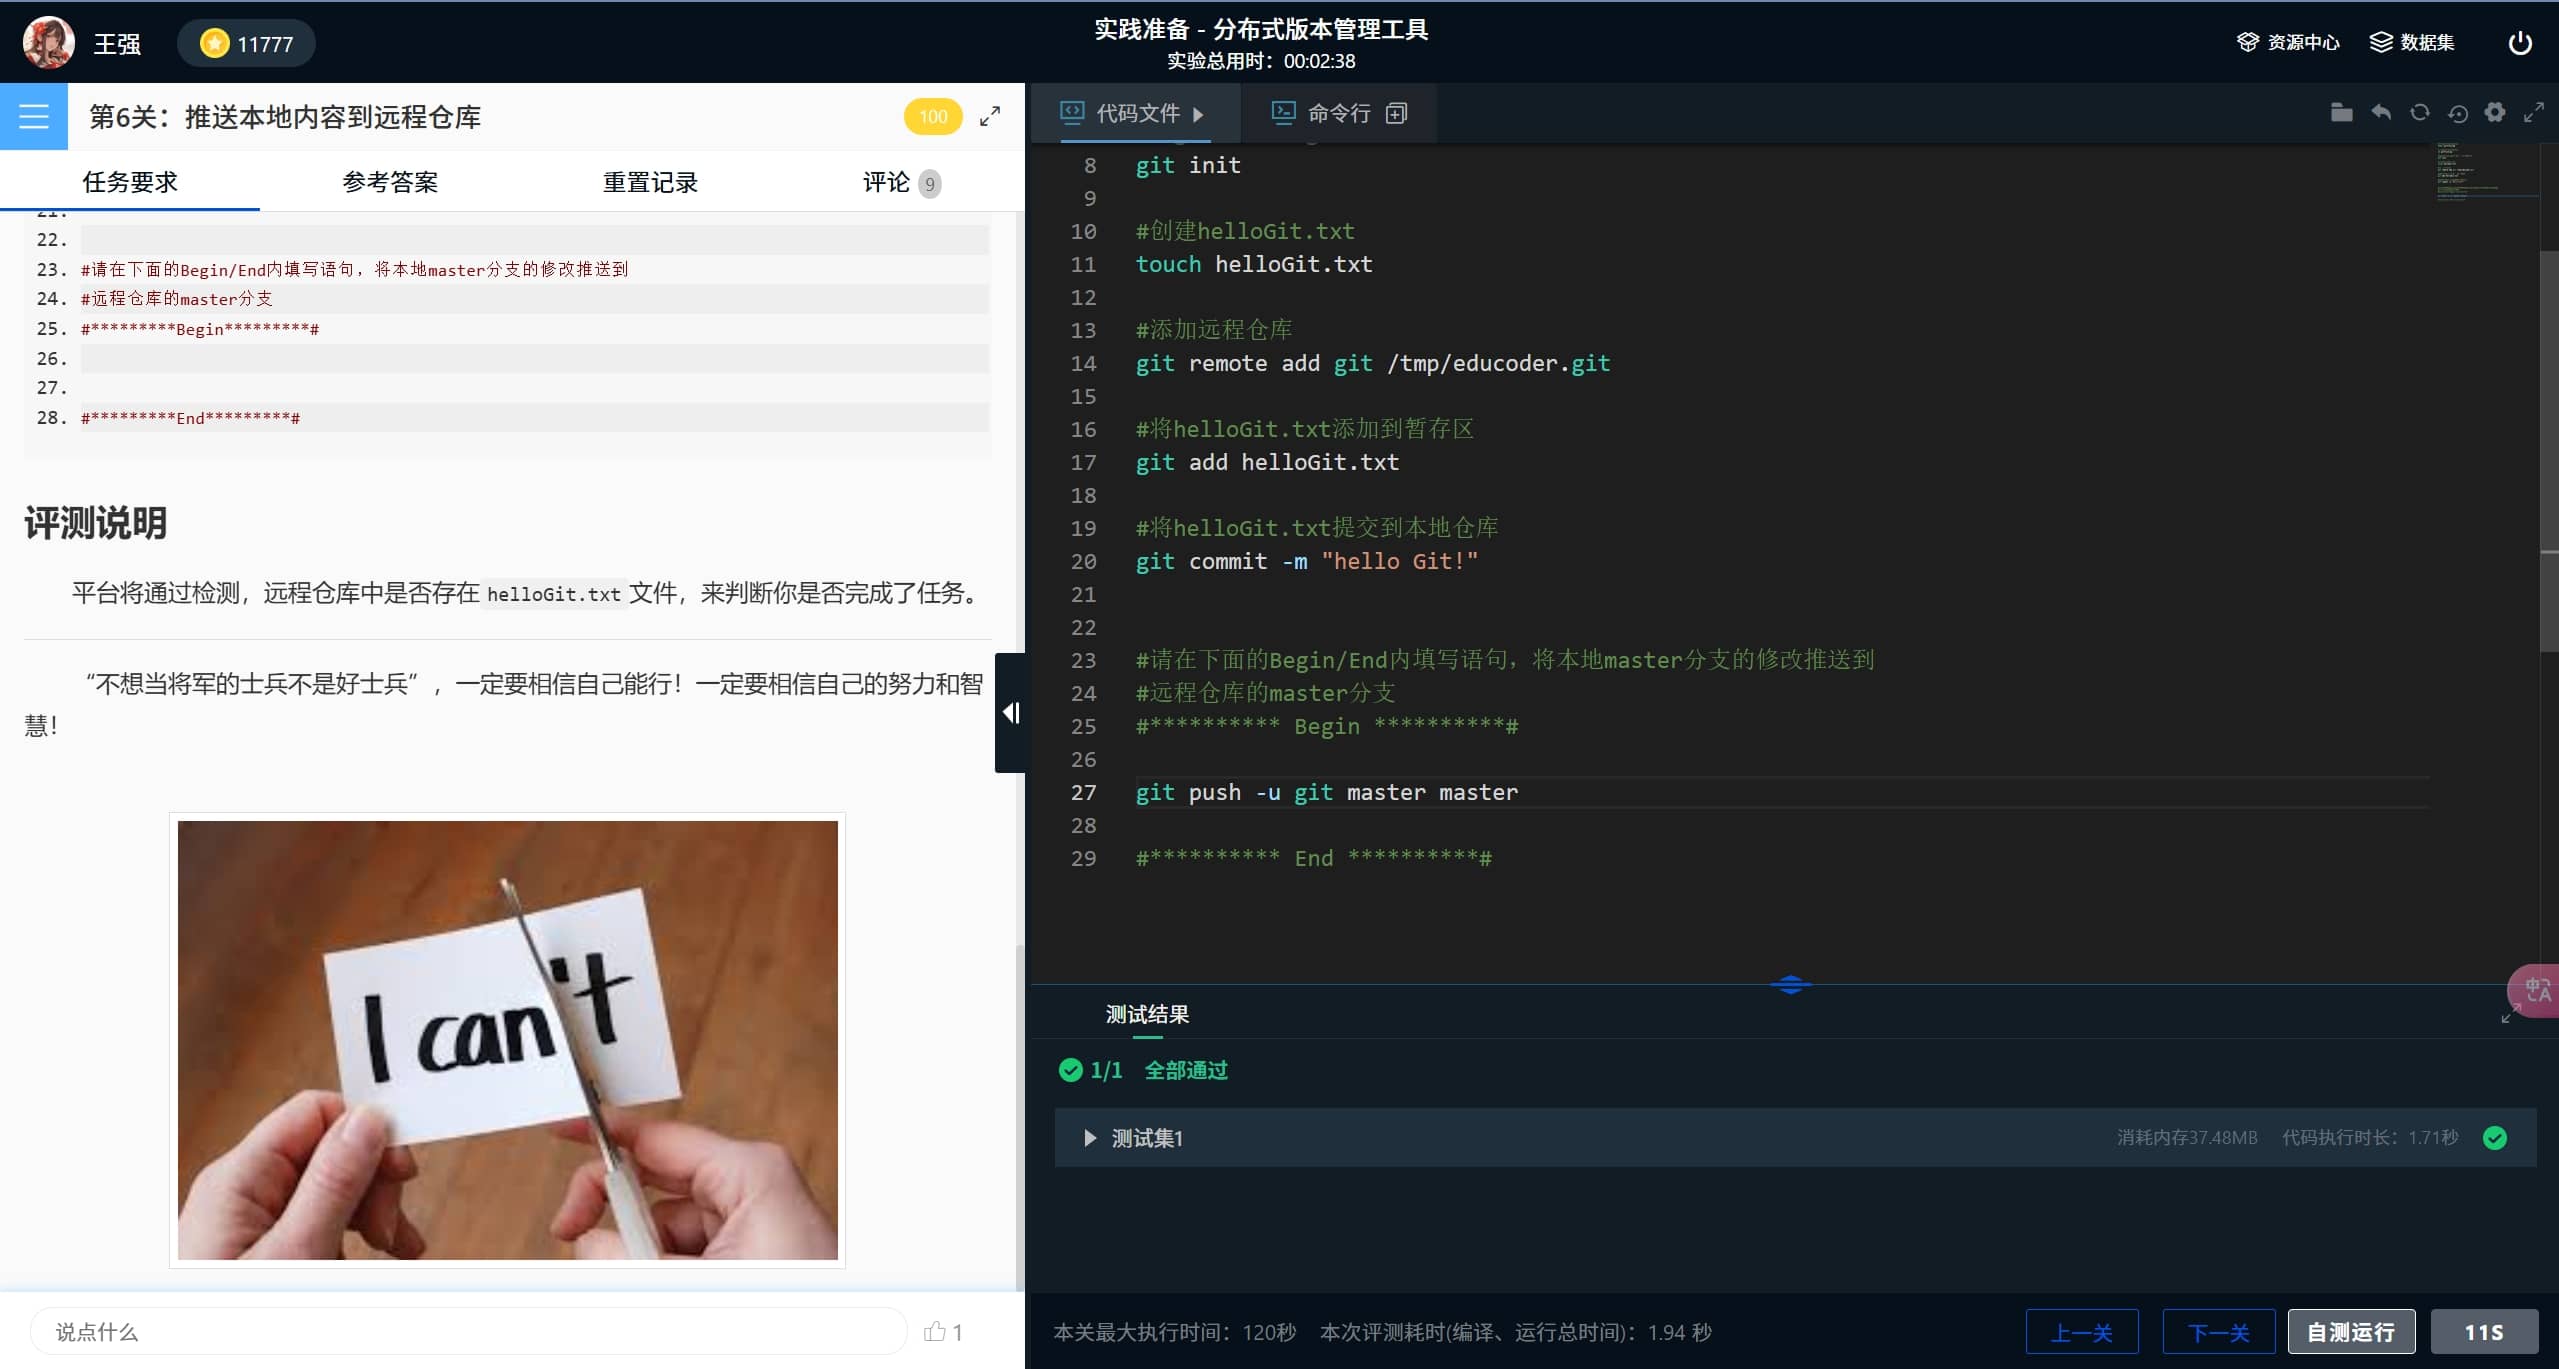 王强
11777
实践准备 - 分布式版本管理工具
实验总用时：00:02:38
资源中心
数据集
第6关：推送本地内容到远程仓库
100
任务要求
参考答案
重置记录
评论 9
21.
22.
23. #请在下面的Begin/End内填写语句，将本地master分支的修改推送到
24. #远程仓库的master分支
25. #*********Begin*********#
26.
27.
28. #*********End*********#
评测说明
平台将通过检测，远程仓库中是否存在helloGit.txt文件，来判断你是否完成了任务。
“不想当将军的士兵不是好士兵”，一定要相信自己能行！一定要相信自己的努力和智
慧！
I can't
说点什么
1
代码文件
命令行
8 git init
9
10 #创建helloGit.txt
11 touch helloGit.txt
12
13 #添加远程仓库
14 git remote add git /tmp/educoder.git
15
16 #将helloGit.txt添加到暂存区
17 git add helloGit.txt
18
19 #将helloGit.txt提交到本地仓库
20 git commit -m "hello Git!"
21
22
23 #请在下面的Begin/End内填写语句，将本地master分支的修改推送到
24 #远程仓库的master分支
25 #********** Begin **********#
26
27 git push -u git master master
28
29 #********** End **********#
中A
测试结果
1/1 全部通过
测试集1
消耗内存37.48MB 代码执行时长：1.71秒
本关最大执行时间：120秒 本次评测耗时(编译、运行总时间)：1.94 秒
上一关
下一关
自测运行
11S